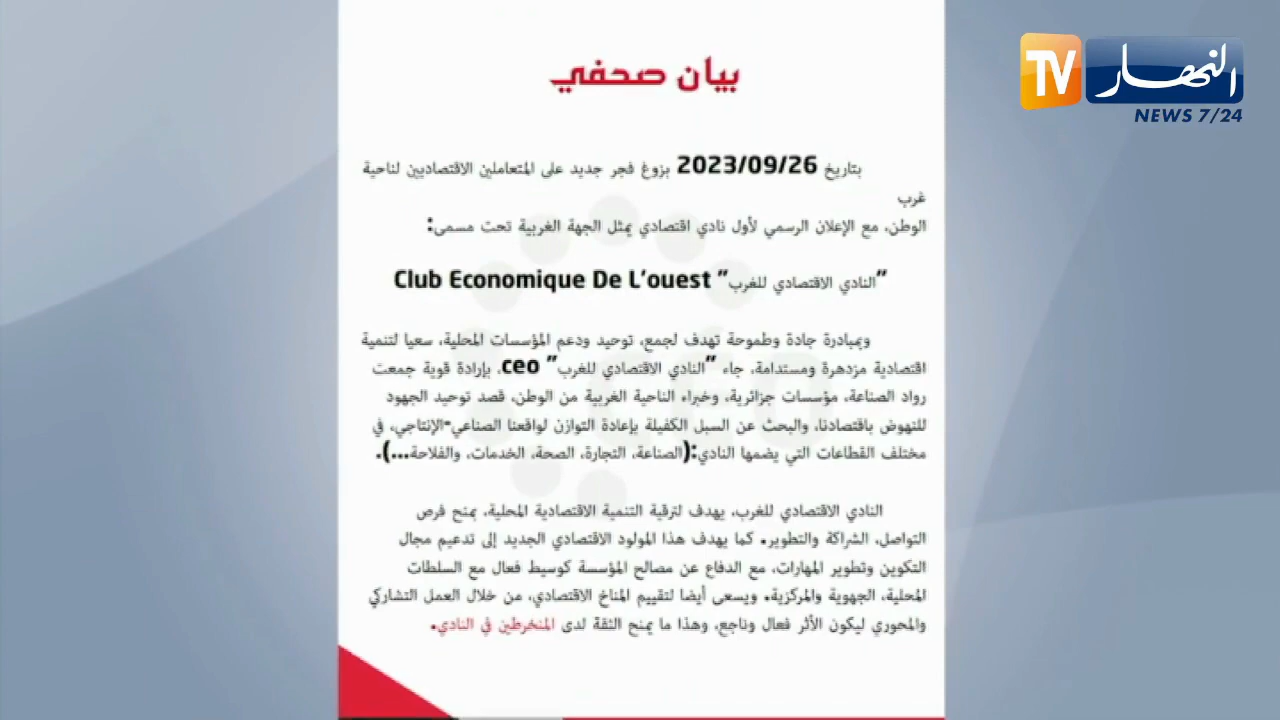 النهار TV
NEWS 7/24
بيان صحفي
بتاريخ 2023/09/26 بزوغ فجر جديد على المتعاملين الاقتصاديين لناحية
غرب
الوطن، مع الإعلان الرسمي لأول نادي اقتصادي يمثل الجهة الغربية تحت مسمى:
"النادي الاقتصادي للغرب" Club Economique De L'ouest
وبمبادرة جادة وطموحة تهدف لجمع، توحيد ودعم المؤسسات المحلية، سعيا لتنمية
اقتصادية مزدهرة ومستدامة، جاء "النادي الاقتصادي للغرب" ceo، بإرادة قوية جمعت
رواد الصناعة، مؤسسات جزائرية، وخبراء الناحية الغربية من الوطن، قصد توحيد الجهود
للنهوض باقتصادنا، والبحث عن السبل الكفيلة بإعادة التوازن لواقعنا الصناعي-الإنتاجي، في
مختلف القطاعات التي يضمها النادي:(الصناعة، التجارة، الصحة، الخدمات، والفلاحة...).
النادي الاقتصادي للغرب، يهدف لترقية التنمية الاقتصادية المحلية، بمنح فرص
التواصل، الشراكة والتطوير. كما يهدف هذا المولود الاقتصادي الجديد إلى تدعيم مجال
التكوين وتطوير المهارات، مع الدفاع عن مصالح المؤسسة كوسيط فعال مع السلطات
المحلية، الجهوية والمركزية. ويسعى أيضا لتقييم المناخ الاقتصادي، من خلال العمل التشاركي
والمحوري ليكون الأثر فعال وناجع، وهذا ما يمنح الثقة لدى المنخرطين في النادي.